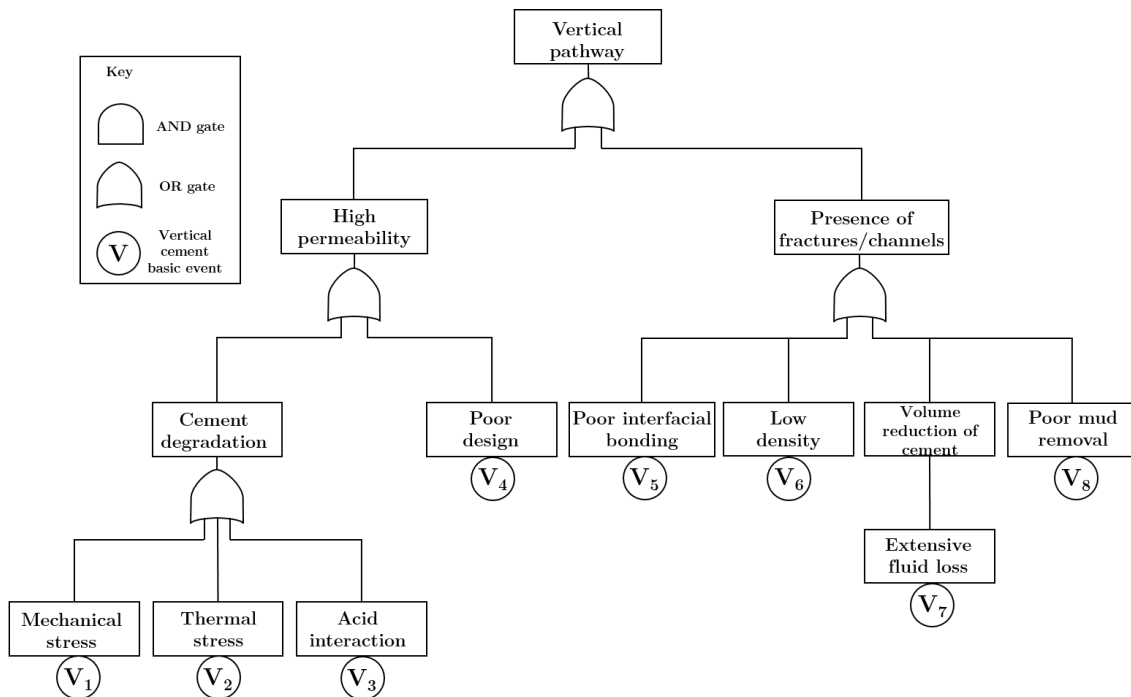 Vertical
pathway
Key
AND gate
OR gate
V
Vertical
cement
basic event
High
permeability
Presence of
fractures/channels
Cement
degradation
Poor
design
V4
Poor interfacial
bonding
V5
Low
density
V6
Volume
reduction of
cement
Poor mud
removal
V8
Extensive
fluid loss
V7
Mechanical
stress
V1
Thermal
stress
V2
Acid
interaction
V3